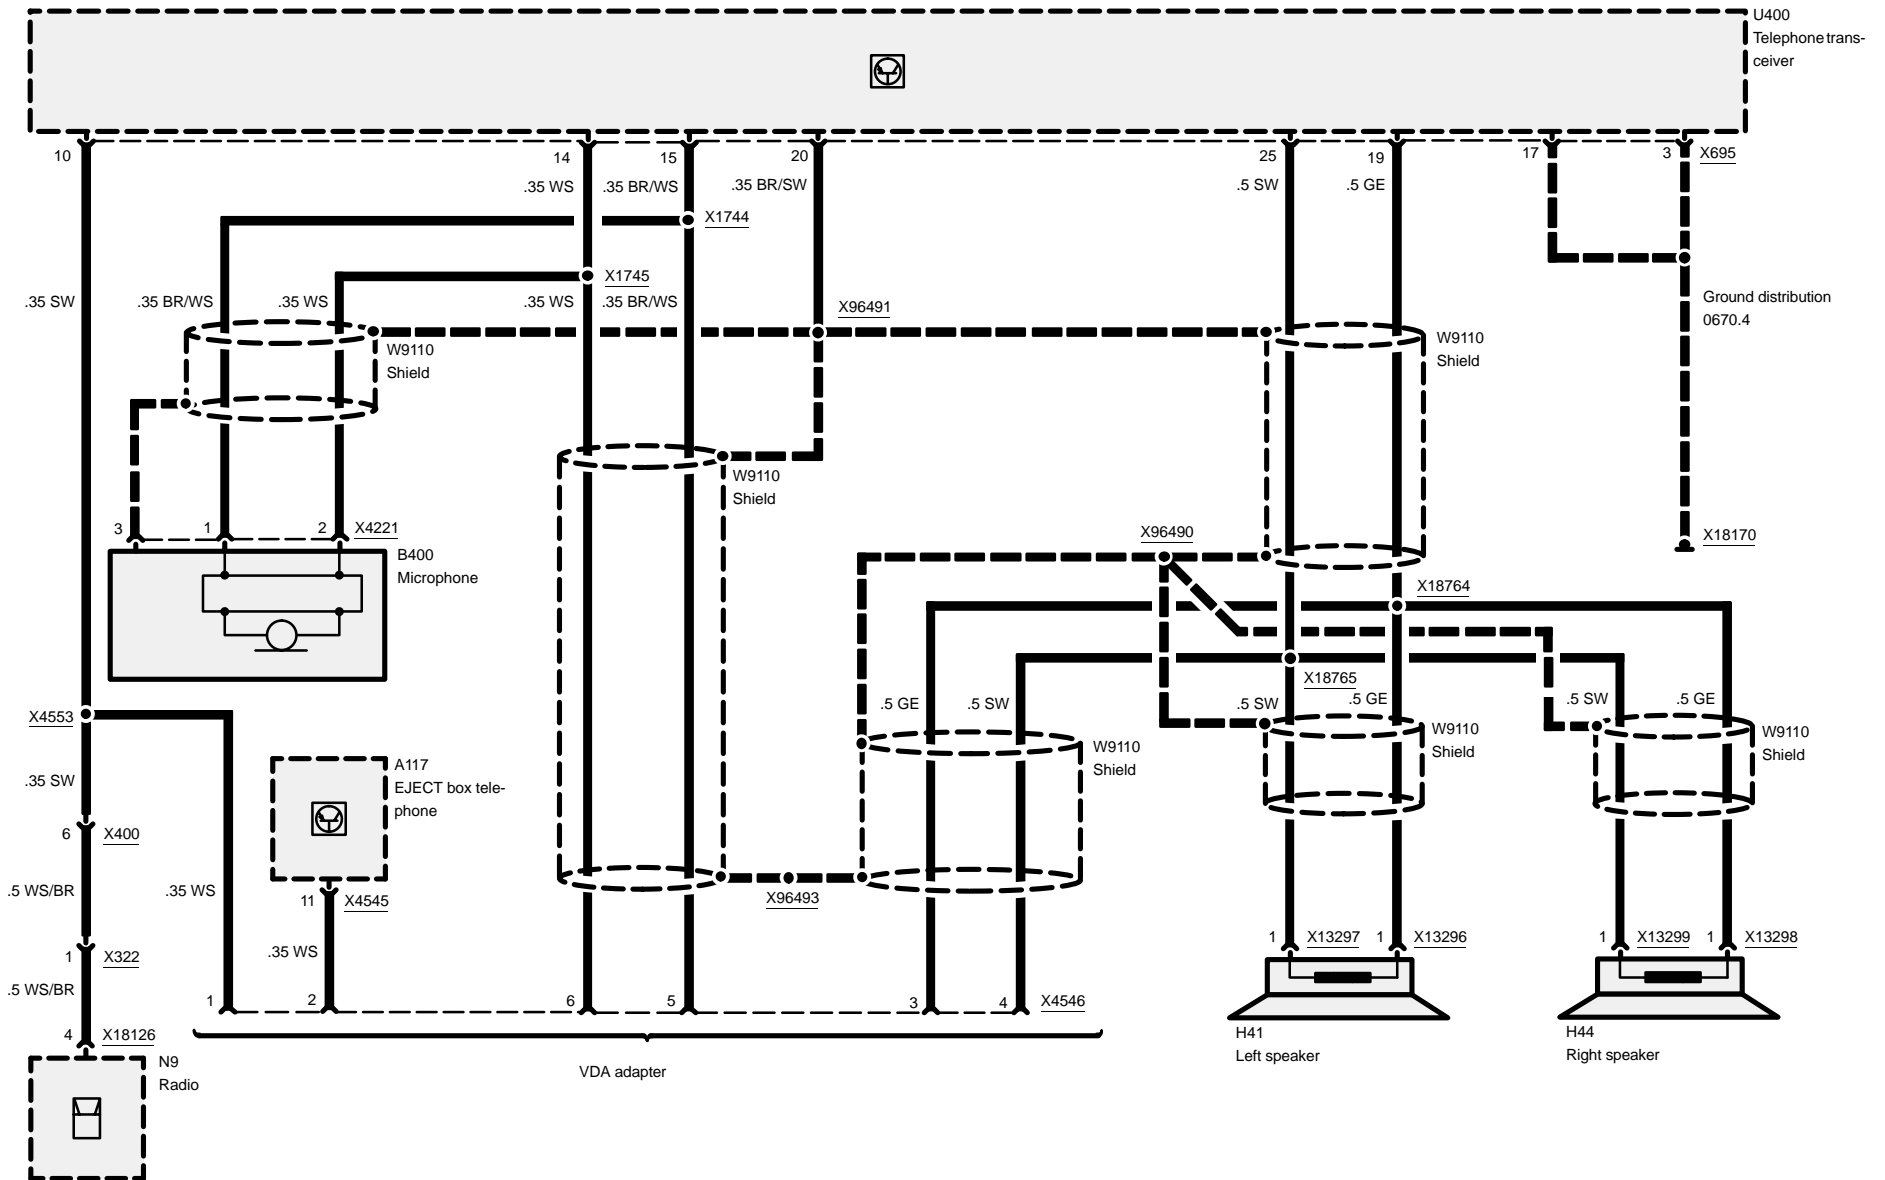 U400
Telephone trans-
ceiver
10
14
15
20
25
19
17
3
X695
.35 WS
.35 BR/WS
.35 BR/SW
.5 SW
.5 GE
X1744
X1745
.35 SW
.35 BR/WS
.35 WS
.35 WS
.35 BR/WS
X96491
Ground distribution
0670.4
W9110
Shield
W9110
Shield
W9110
Shield
3
1
2
X4221
X96490
X18170
B400
Microphone
X18764
X18765
X4553
.5 GE
.5 SW
.5 SW
.5 GE
.5 SW
.5 GE
W9110
Shield
W9110
Shield
W9110
Shield
.35 SW
A117
EJECT box tele-
phone
6
X400
.5 WS/BR
.35 WS
11
X4545
X96493
.35 WS
1
X322
.5 WS/BR
1
X13297
1
X13296
1
X13299
1
X13298
1
2
6
5
3
4
X4546
4
X18126
H41
Left speaker
H44
Right speaker
N9
Radio
VDA adapter